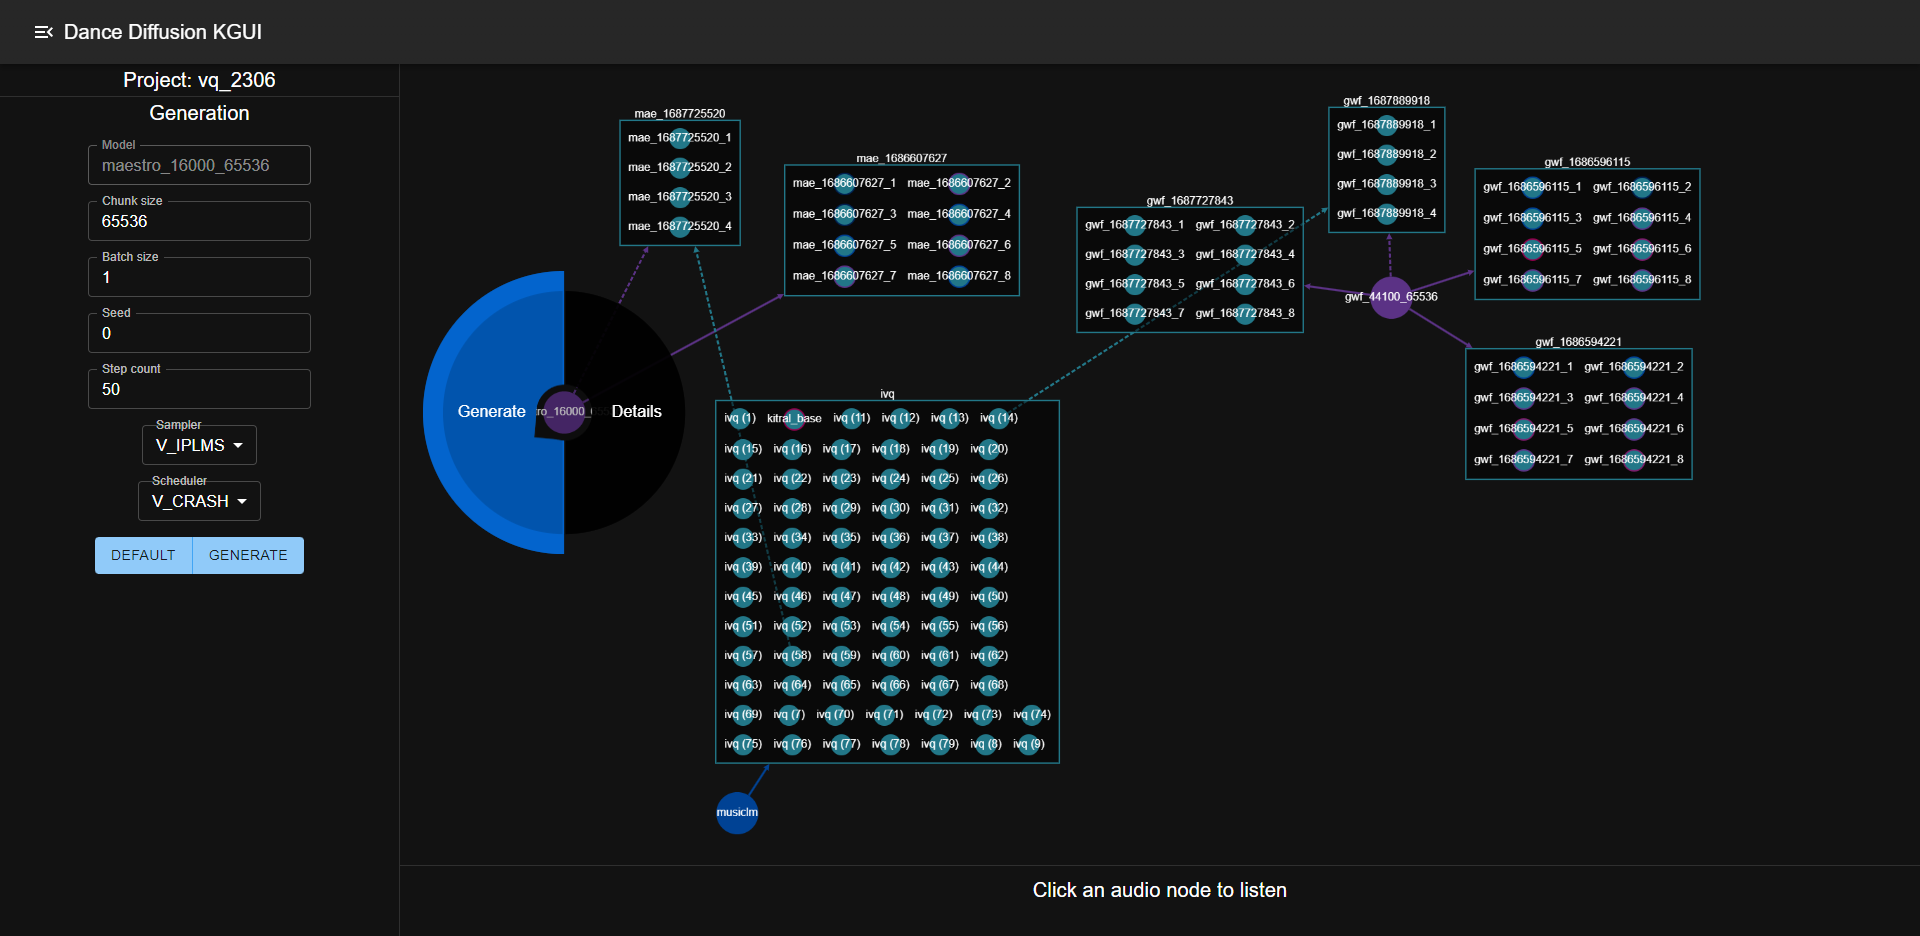 Dance Diffusion KGUI
Project: vq_2306
Generation
Model
maestro_16000_65536
Chunk size
65536
Batch size
1
Seed
0
Step count
50
Sampler
V_IPLMS
Scheduler
V_CRASH
DEFAULT GENERATE
mae_1687725520
mae_1687725520_1
mae_1687725520_2
mae_1687725520_3
mae_1687725520_4
mae_1686607627
mae_1686607627_1 mae_1686607627_2
mae_1686607627_3 mae_1686607627_4
mae_1686607627_5 mae_1686607627_6
mae_1686607627_7 mae_1686607627_8
gwf_1687727843
gwf_1687727843_1 gwf_1687727843_2
gwf_1687727843_3 gwf_1687727843_4
gwf_1687727843_5 gwf_1687727843_6
gwf_1687727843_7 gwf_1687727843_8
gwf_1687889918
gwf_1687889918_1
gwf_1687889918_2
gwf_1687889918_3
gwf_1687889918_4
gwf_44100_65536
gwf_1686596115
gwf_1686596115_1 gwf_1686596115_2
gwf_1686596115_3 gwf_1686596115_4
gwf_1686596115_5 gwf_1686596115_6
gwf_1686596115_7 gwf_1686596115_8
gwf_1686594221
gwf_1686594221_1 gwf_1686594221_2
gwf_1686594221_3 gwf_1686594221_4
gwf_1686594221_5 gwf_1686594221_6
gwf_1686594221_7 gwf_1686594221_8
Generate tro_16000_65 Details
ivq
ivq (1) kitral_base ivq (11) ivq (12) ivq (13) ivq (14)
ivq (15) ivq (16) ivq (17) ivq (18) ivq (19) ivq (20)
ivq (21) ivq (22) ivq (23) ivq (24) ivq (25) ivq (26)
ivq (27) ivq (28) ivq (29) ivq (30) ivq (31) ivq (32)
ivq (33) ivq (34) ivq (35) ivq (36) ivq (37) ivq (38)
ivq (39) ivq (40) ivq (41) ivq (42) ivq (43) ivq (44)
ivq (45) ivq (46) ivq (47) ivq (48) ivq (49) ivq (50)
ivq (51) ivq (52) ivq (53) ivq (54) ivq (55) ivq (56)
ivq (57) ivq (58) ivq (59) ivq (60) ivq (61) ivq (62)
ivq (63) ivq (64) ivq (65) ivq (66) ivq (67) ivq (68)
ivq (69) ivq (7) ivq (70) ivq (71) ivq (72) ivq (73) ivq (74)
ivq (75) ivq (76) ivq (77) ivq (78) ivq (79) ivq (8) ivq (9)
musiclm
Click an audio node to listen